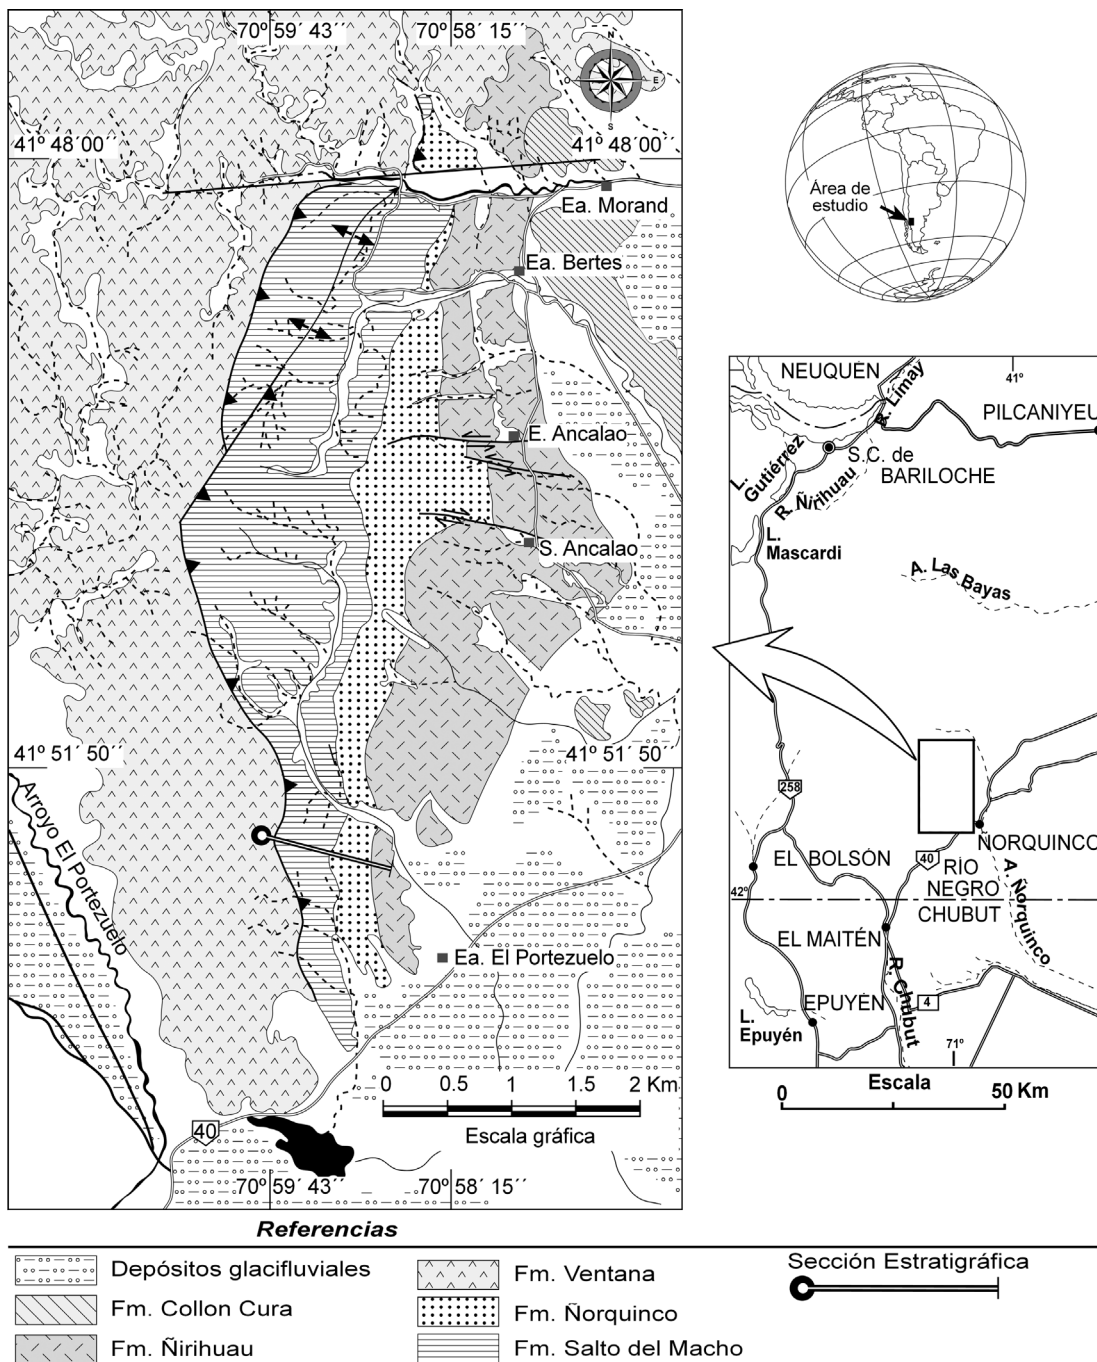 70º 59´ 43´´
70º 58´ 15´´
N
O
E
S
41º 48´00´´
41º 48´00´´
Ea. Morand
Ea. Bertes
E. Ancalao
S. Ancalao
41º 51´50´´
41º 51´50´´
Arroyo El Portezuelo
Ea. El Portezuelo
0 0.5 1 1.5 2 Km
Escala gráfica
40
70º 59´ 43´´
70º 58´ 15´´
Área de
estudio
NEUQUÉN
R. Limay
41º
PILCANIYEU
S.C. de
BARILOCHE
L.
Gutiérrez
R. Ñirihuau
L.
Mascardi
A. Las Bayas
258
NORQUINCO
EL BOLSÓN
40
RÍO
NEGRO
42º
CHUBUT
A. Ñorquinco
EL MAITÉN
R. Chubut
EPUYÉN
4
L.
Epuyén
71º
Escala
0 50 Km
Referencias
Depósitos glacifluviales
Fm. Collon Cura
Fm. Ñirihuau
Fm. Ventana
Fm. Ñorquinco
Fm. Salto del Macho
Sección Estratigráfica